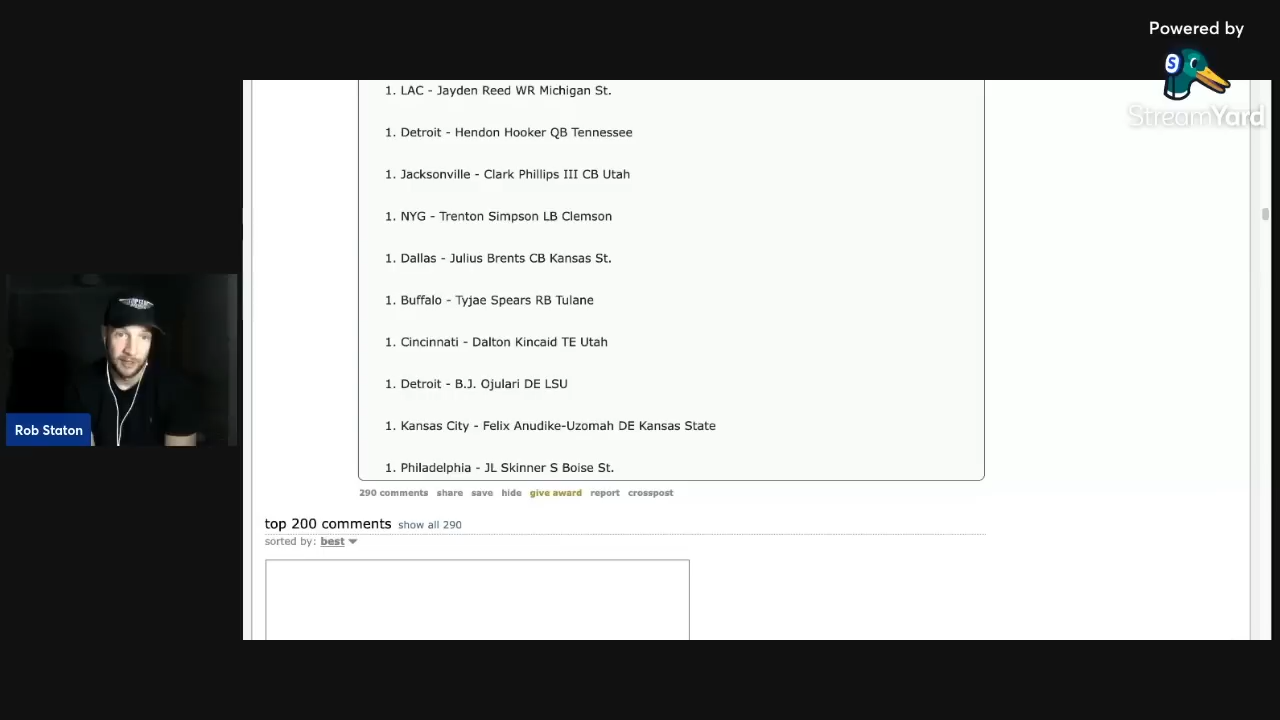 Powered by
StreamYard
1. LAC - Jayden Reed WR Michigan St.
1. Detroit - Hendon Hooker QB Tennessee
1. Jacksonville - Clark Phillips III CB Utah
1. NYG - Trenton Simpson LB Clemson
1. Dallas - Julius Brents CB Kansas St.
1. Buffalo - Tyjae Spears RB Tulane
1. Cincinnati - Dalton Kincaid TE Utah
1. Detroit - B.J. Ojulari DE LSU
1. Kansas City - Felix Anudike-Uzomah DE Kansas State
1. Philadelphia - JL Skinner S Boise St.
290 comments share save hide give award report crosspost
top 200 comments show all 290
sorted by: best
Rob Staton